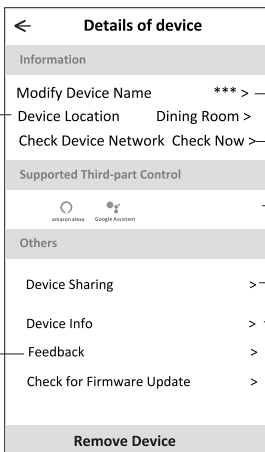 ← Details of device
Information
Modify Device Name *** >
Device Location Dining Room >
Check Device Network Check Now >
Supported Third-part Control
amazon alexa Google Assistant
Others
Device Sharing >
Device Info >
Feedback >
Check for Firmware Update >
Remove Device